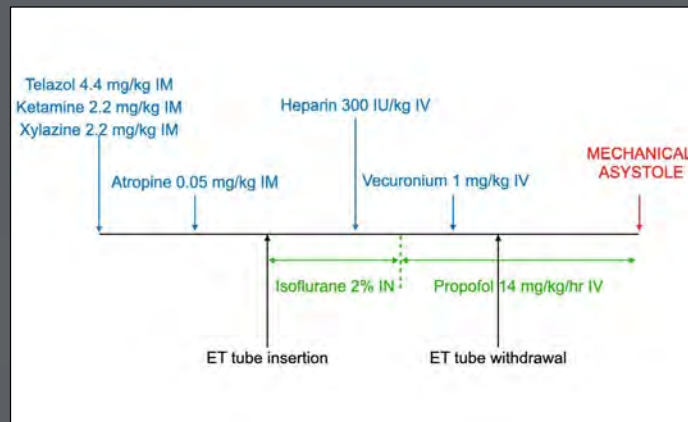 Telazol 4.4 mg/kg IM
Ketamine 2.2 mg/kg IM
Xylazine 2.2 mg/kg IM
Heparin 300 IU/kg IV
MECHANICAL
ASYSTOLE
Atropine 0.05 mg/kg IM
Vecuronium 1 mg/kg IV
Isoflurane 2% IN
Propofol 14 mg/kg/hr IV
ET tube insertion
ET tube withdrawal